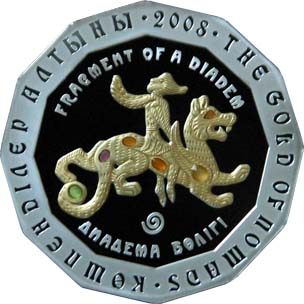 КӨШПЕНДІЛЕР АЛТЫНЫ · 2008 · THE GOLD OF NOMADS ·
FRAGMENT OF A DIADEM
ДИАДЕМА БӨЛІГІ